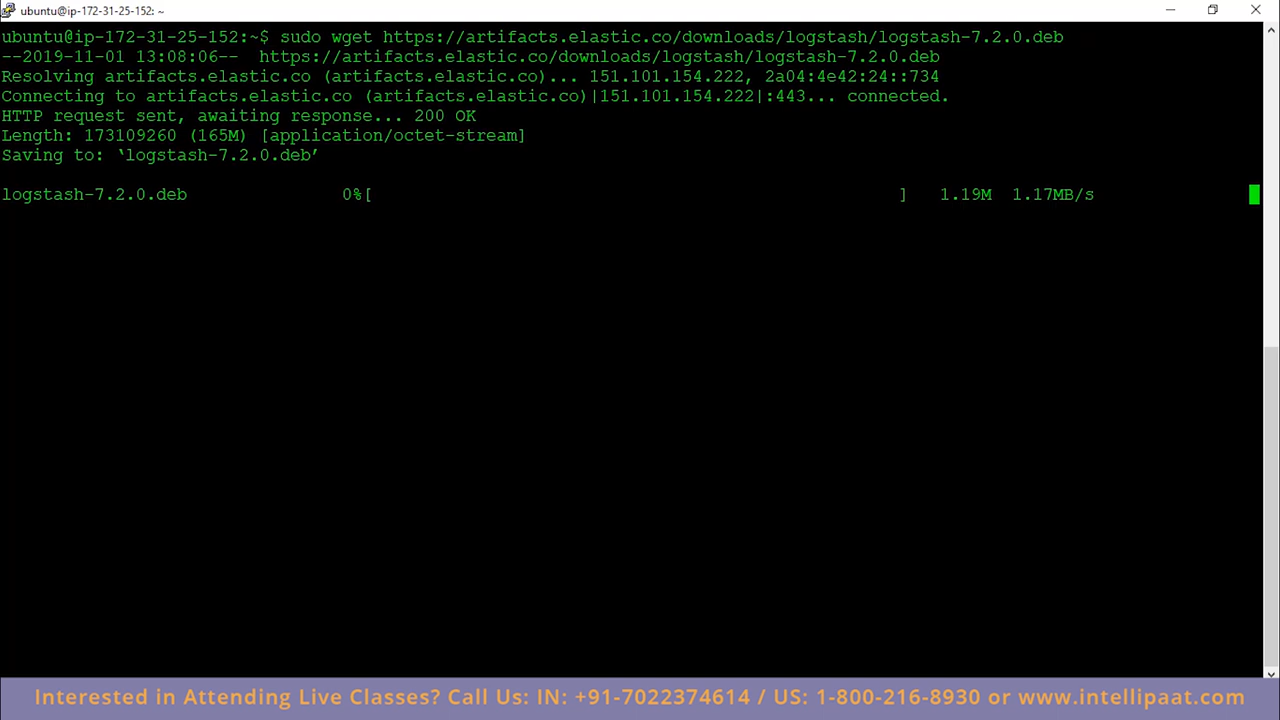 ubuntu@ip-172-31-25-152: ~
ubuntu@ip-172-31-25-152:~$ sudo wget https://artifacts.elastic.co/downloads/logstash/logstash-7.2.0.deb
--2019-11-01 13:08:06--  https://artifacts.elastic.co/downloads/logstash/logstash-7.2.0.deb
Resolving artifacts.elastic.co (artifacts.elastic.co)... 151.101.154.222, 2a04:4e42:24::734
Connecting to artifacts.elastic.co (artifacts.elastic.co)|151.101.154.222|:443... connected.
HTTP request sent, awaiting response... 200 OK
Length: 173109260 (165M) [application/octet-stream]
Saving to: ‘logstash-7.2.0.deb’
logstash-7.2.0.deb 0%[ ] 1.19M 1.17MB/s
Interested in Attending Live Classes? Call Us: IN: +91-7022374614 / US: 1-800-216-8930 or www.intellipaat.com